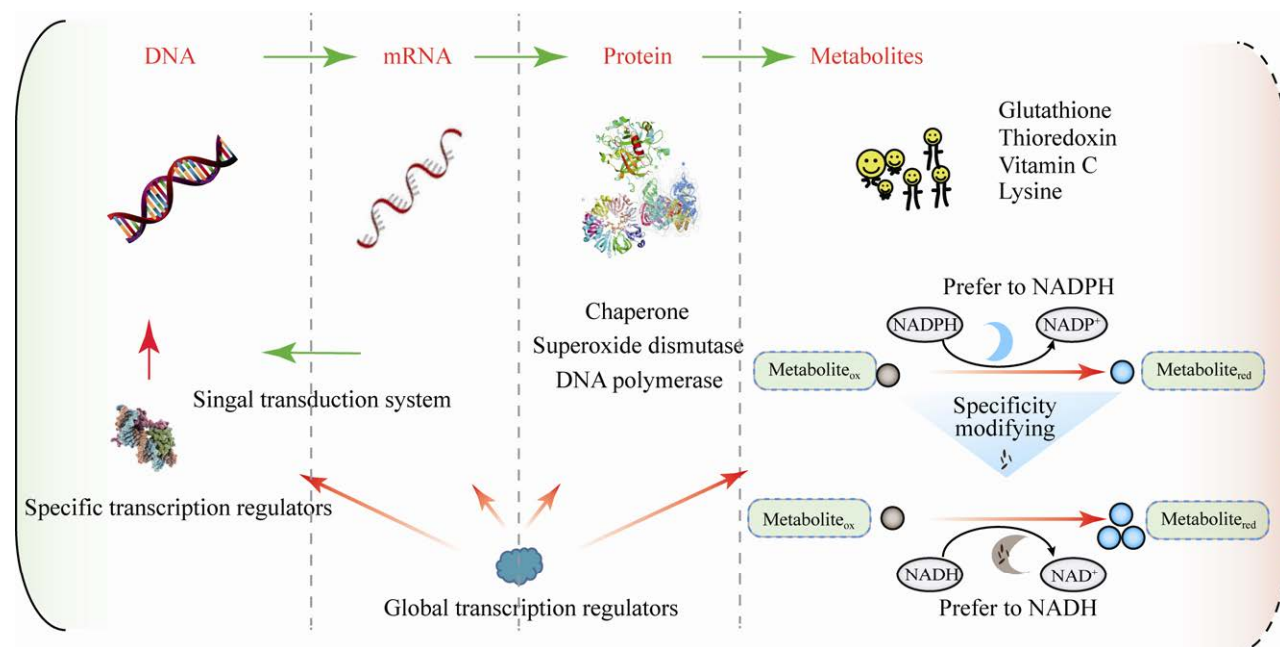 DNA
mRNA
Protein
Metabolites
Glutathione
Thioredoxin
Vitamin C
Lysine
Chaperone
Superoxide dismutase
DNA polymerase
Singal transduction system
Specific transcription regulators
Global transcription regulators
Prefer to NADPH
NADPH
NADP+
Metaboliteox
Metabolitered
Specificity
modifying
Metaboliteox
Metabolitered
NADH
NAD+
Prefer to NADH